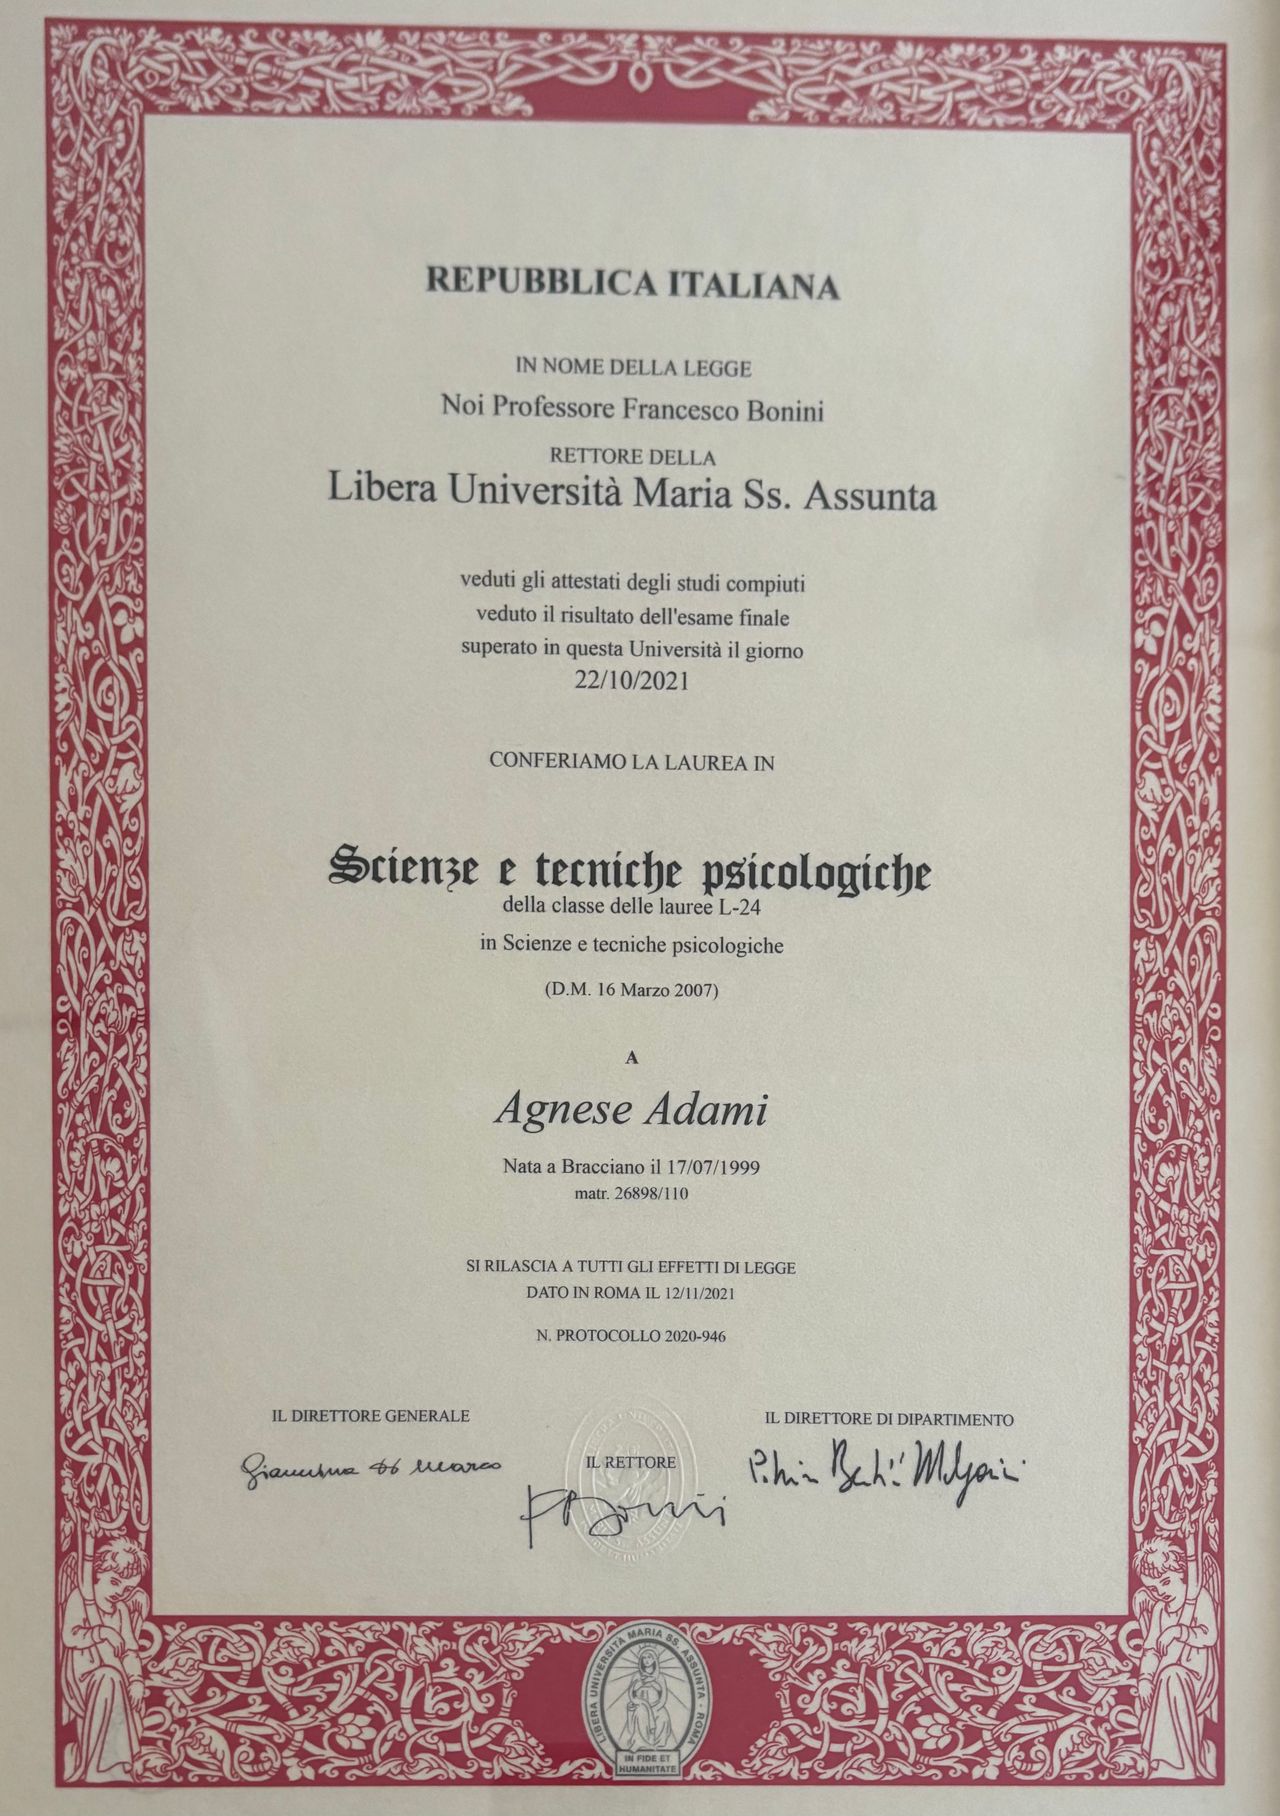 REPUBBLICA ITALIANA
IN NOME DELLA LEGGE
Noi Professore Francesco Bonini
RETTORE DELLA
Libera Università Maria Ss. Assunta
veduti gli attestati degli studi compiuti
veduto il risultato dell'esame finale
superato in questa Università il giorno
22/10/2021
CONFERIAMO LA LAUREA IN
Scienze e tecniche psicologiche
della classe delle lauree L-24
in Scienze e tecniche psicologiche
(D.M. 16 Marzo 2007)
A
Agnese Adami
Nata a Bracciano il 17/07/1999
matr. 26898/110
SI RILASCIA A TUTTI GLI EFFETTI DI LEGGE
DATO IN ROMA IL 12/11/2021
N. PROTOCOLLO 2020-946
IL DIRETTORE GENERALE
IL RETTORE
IL DIRETTORE DI DIPARTIMENTO
LIBERA UNIVERSITÀ MARIA SS. ASSUNTA - ROMA
IN FIDE ET
HUMANITATE